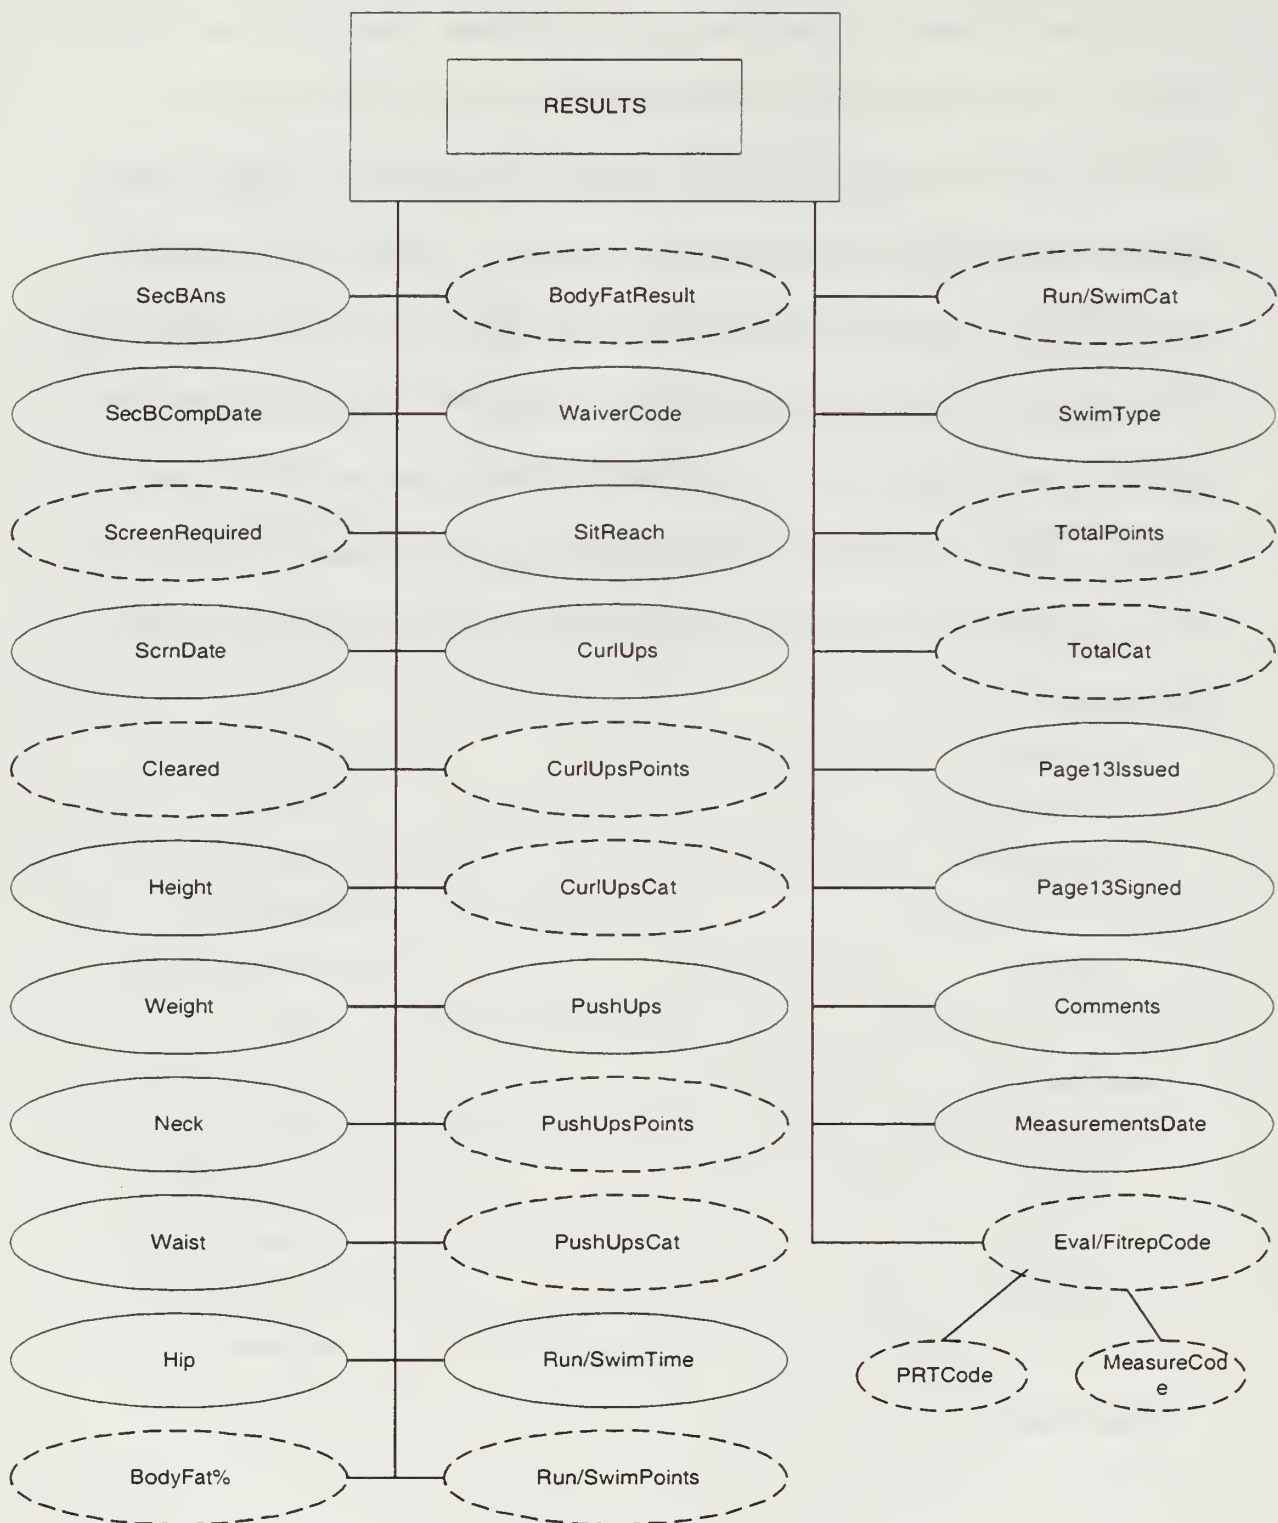 RESULTS
SecBAns
BodyFatResult
Run/SwimCat
SecBCompDate
WaiverCode
SwimType
ScreenRequired
SitReach
TotalPoints
ScrnDate
CurlUps
TotalCat
Cleared
CurlUpsPoints
Page13Issued
Height
CurlUpsCat
Page13Signed
Weight
PushUps
Comments
Neck
PushUpsPoints
MeasurementsDate
Waist
PushUpsCat
Eval/FitrepCode
Hip
Run/SwimTime
PRTCode
MeasureCod
e
BodyFat%
Run/SwimPoints